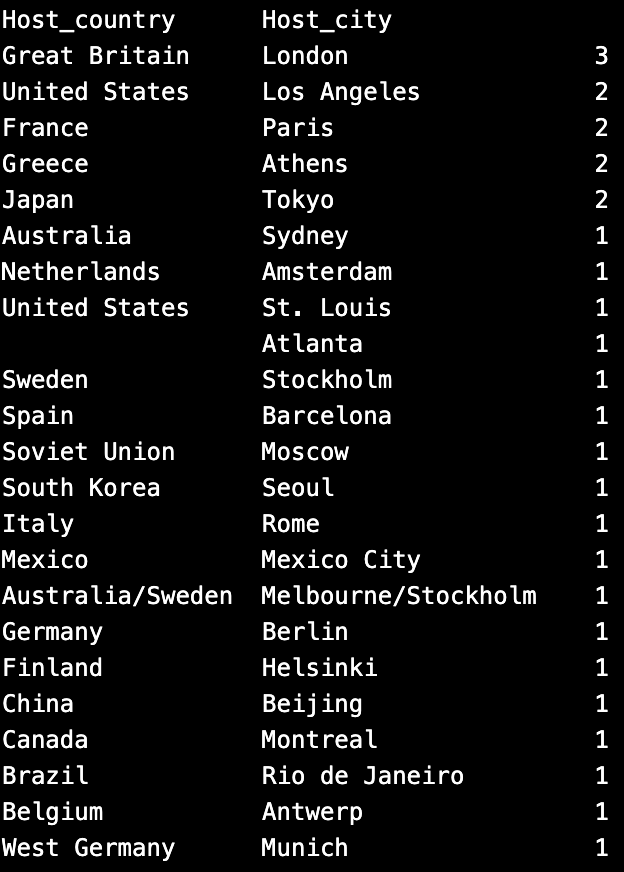 Host_country     Host_city
Great Britain    London                 3
United States    Los Angeles            2
France           Paris                  2
Greece           Athens                 2
Japan            Tokyo                  2
Australia        Sydney                 1
Netherlands      Amsterdam              1
United States    St. Louis              1
                 Atlanta                1
Sweden           Stockholm              1
Spain            Barcelona              1
Soviet Union     Moscow                 1
South Korea      Seoul                  1
Italy            Rome                   1
Mexico           Mexico City            1
Australia/Sweden  Melbourne/Stockholm    1
Germany          Berlin                 1
Finland          Helsinki               1
China            Beijing                1
Canada           Montreal               1
Brazil           Rio de Janeiro         1
Belgium          Antwerp                1
West Germany     Munich                 1